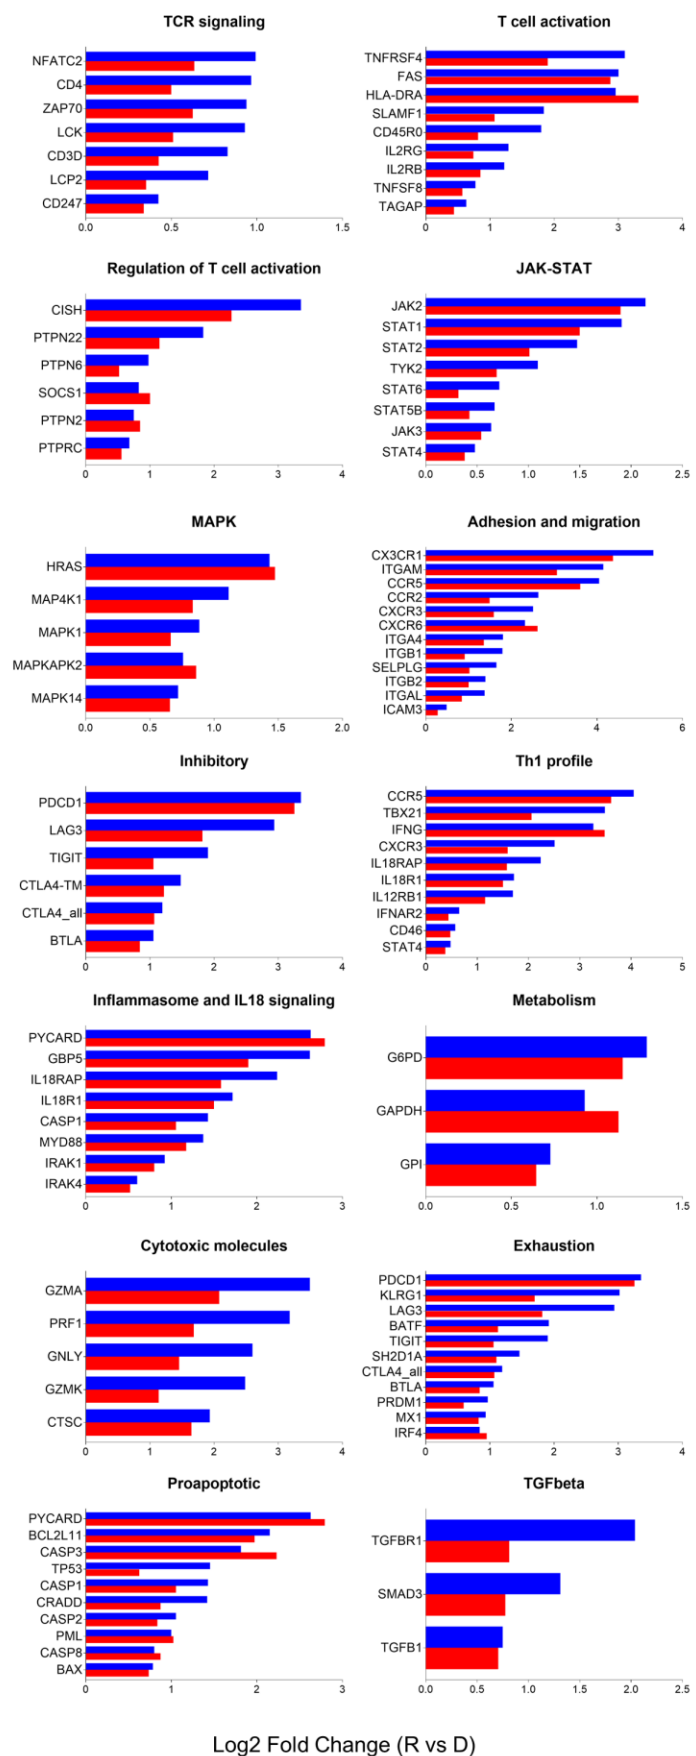 TCR signaling
NFATC2
CD4
ZAP70
LCK
CD3D
LCP2
CD247
0.0 0.5 1.0 1.5
T cell activation
TNFRSF4
FAS
HLA-DRA
SLAMF1
CD45R0
IL2RG
IL2RB
TNFSF8
TAGAP
0 1 2 3 4
Regulation of T cell activation
CISH
PTPN22
PTPN6
SOCS1
PTPN2
PTPRC
0 1 2 3 4
JAK-STAT
JAK2
STAT1
STAT2
TYK2
STAT6
STAT5B
JAK3
STAT4
0.0 0.5 1.0 1.5 2.0 2.5
MAPK
HRAS
MAP4K1
MAPK1
MAPKAPK2
MAPK14
0.0 0.5 1.0 1.5 2.0
Adhesion and migration
CX3CR1
ITGAM
CCR5
CCR2
CXCR3
CXCR6
ITGA4
ITGB1
SELPLG
ITGB2
ITGAL
ICAM3
0 2 4 6
Inhibitory
PDCD1
LAG3
TIGIT
CTLA4-TM
CTLA4_all
BTLA
0 1 2 3 4
Th1 profile
CCR5
TBX21
IFNG
CXCR3
IL18RAP
IL18R1
IL12RB1
IFNAR2
CD46
STAT4
0 1 2 3 4 5
Inflammasome and IL18 signaling
PYCARD
GBP5
IL18RAP
IL18R1
CASP1
MYD88
IRAK1
IRAK4
0 1 2 3
Metabolism
G6PD
GAPDH
GPI
0.0 0.5 1.0 1.5
Cytotoxic molecules
GZMA
PRF1
GNLY
GZMK
CTSC
0 1 2 3 4
Exhaustion
PDCD1
KLRG1
LAG3
BATF
TIGIT
SH2D1A
CTLA4_all
BTLA
PRDM1
MX1
IRF4
0 1 2 3 4
Proapoptotic
PYCARD
BCL2L11
CASP3
TP53
CASP1
CRADD
CASP2
PML
CASP8
BAX
0 1 2 3
TGFbeta
TGFBR1
SMAD3
TGFB1
0.0 0.5 1.0 1.5 2.0 2.5
Log2 Fold Change (R vs D)